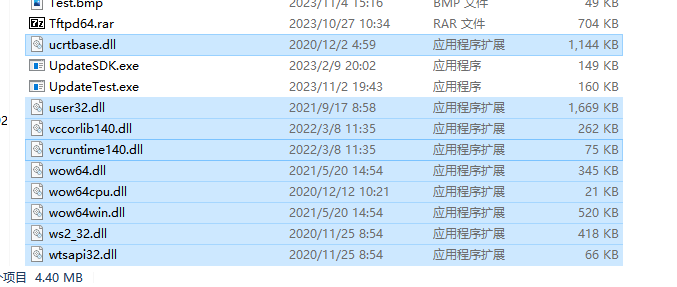 Test.bmp 2023/11/4 15:16 BMP 文件 49 KB
Tftpd64.rar 2023/10/27 10:34 RAR 文件 704 KB
ucrtbase.dll 2020/12/2 4:59 应用程序扩展 1,144 KB
UpdateSDK.exe 2023/2/9 20:02 应用程序 149 KB
UpdateTest.exe 2023/11/2 19:43 应用程序 160 KB
user32.dll 2021/9/17 8:58 应用程序扩展 1,669 KB
vccorlib140.dll 2022/3/8 11:35 应用程序扩展 262 KB
vcruntime140.dll 2022/3/8 11:35 应用程序扩展 75 KB
wow64.dll 2021/5/20 14:54 应用程序扩展 345 KB
wow64cpu.dll 2020/12/12 10:21 应用程序扩展 21 KB
wow64win.dll 2021/5/20 14:54 应用程序扩展 520 KB
ws2_32.dll 2020/11/25 8:54 应用程序扩展 418 KB
wtsapi32.dll 2020/11/25 8:54 应用程序扩展 66 KB
个项目 4.40 MB